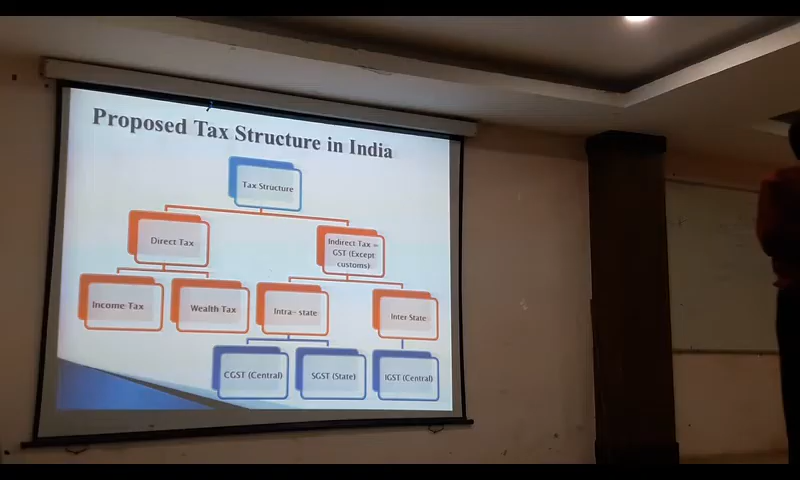 Proposed Tax Structure in India
Tax Structure
Direct Tax
Indirect Tax –
GST (Except
customs)
Income Tax
Wealth Tax
Intra- state
Inter State
CGST (Central)
SGST (State)
IGST (Central)